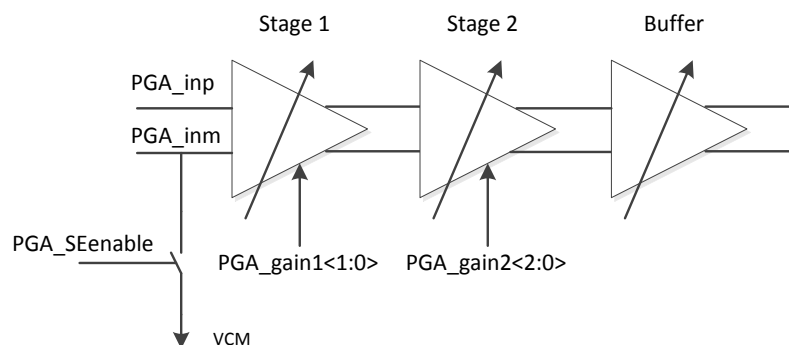 Stage 1 Stage 2 Buffer
PGA_inp
PGA_inm
PGA_SEenable
PGA_gain1<1:0> PGA_gain2<2:0>
VCM